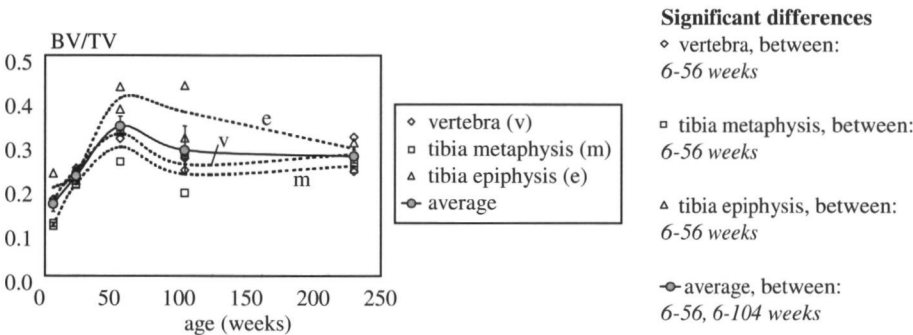 BV/TV
0.5
0.4
0.3
0.2
0.1
0.0
0 50 100 150 200 250
age (weeks)
e
v
m
vertebra (v)
tibia metaphysis (m)
tibia epiphysis (e)
average
Significant differences
vertebra, between:
6-56 weeks
tibia metaphysis, between:
6-56 weeks
tibia epiphysis, between:
6-56 weeks
average, between:
6-56, 6-104 weeks